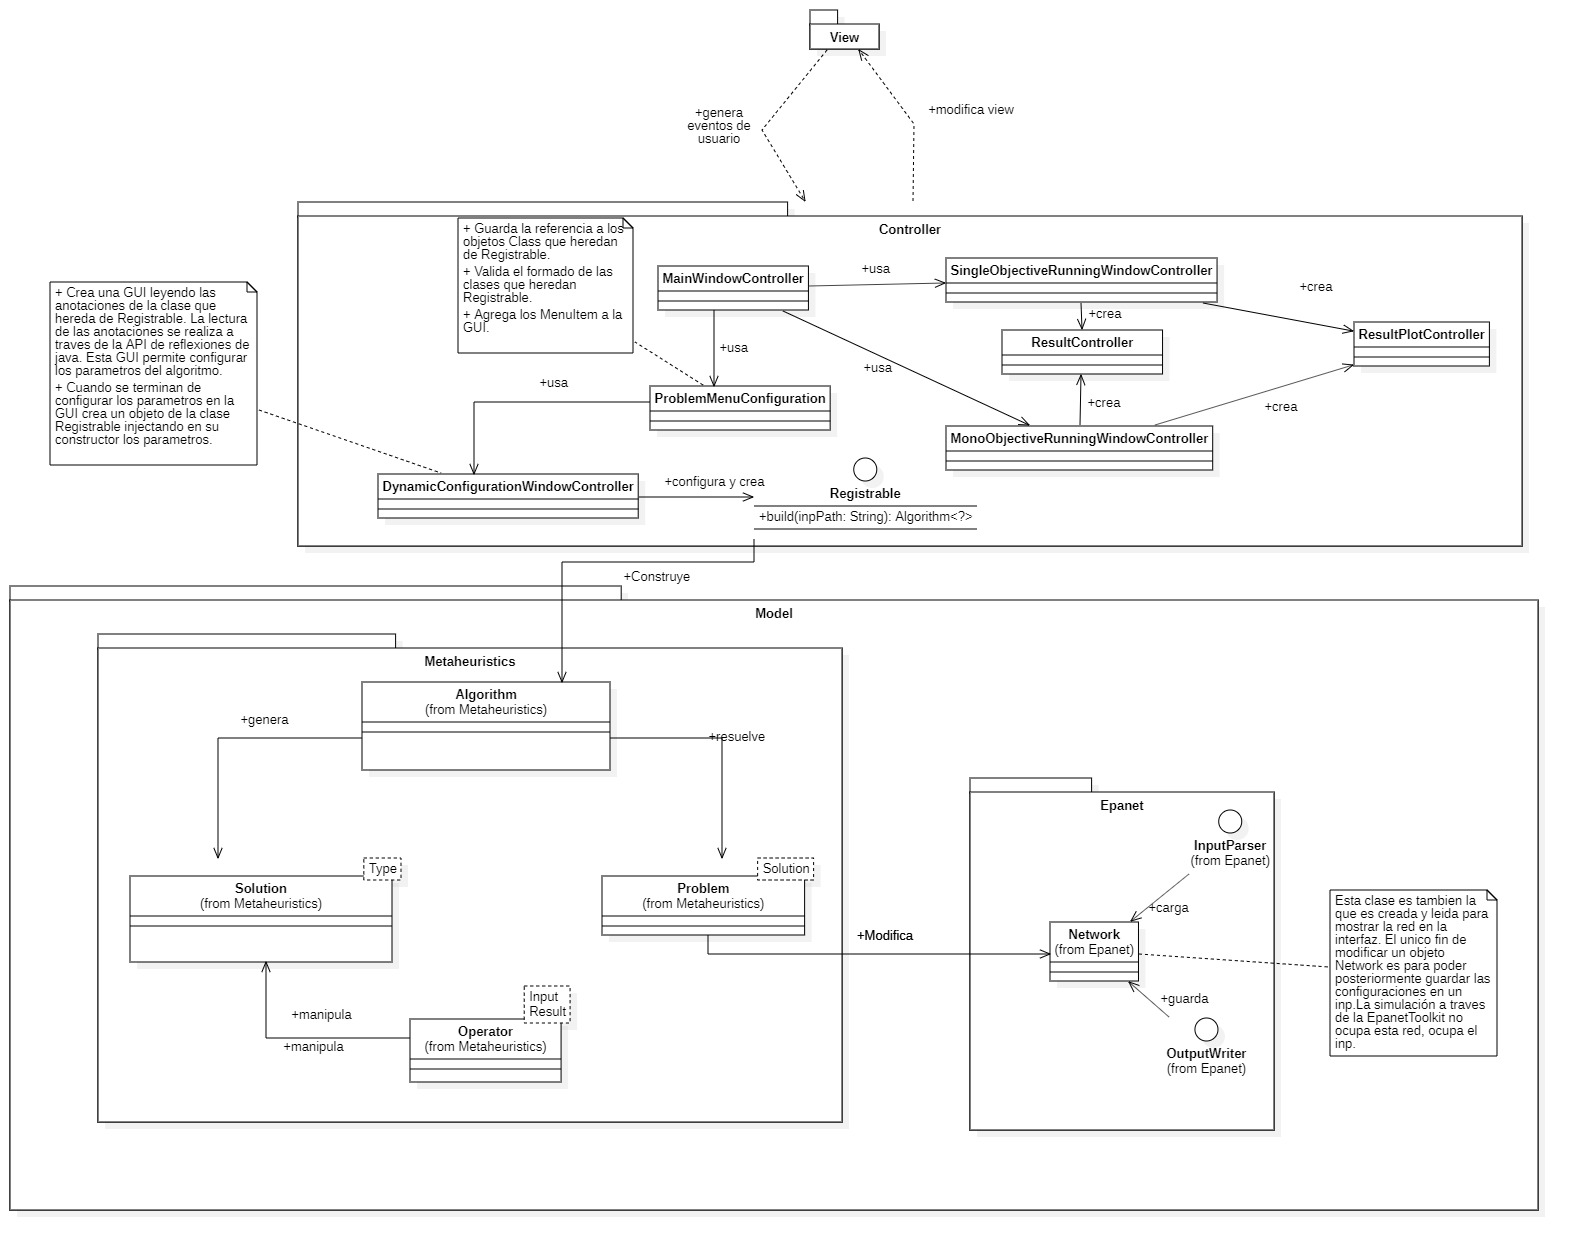 View
+genera
eventos de
usuario
+modifica view
Controller
+ Guarda la referencia a los
objetos Class que heredan
de Registrable.
+ Valida el formado de las
clases que heredan
Registrable.
+ Agrega los MenuItem a la
GUI.
MainWindowController
+usa
SingleObjectiveRunningWindowController
+crea
+ Crea una GUI leyendo las
anotaciones de la clase que
hereda de Registrable. La lectura
de las anotaciones se realiza a
traves de la API de reflexiones de
java. Esta GUI permite configurar
los parametros del algoritmo.
+ Cuando se terminan de
configurar los parametros en la
GUI crea un objeto de la clase
Registrable injectando en su
constructor los parametros.
+crea
ResultController
ResultPlotController
+usa
+usa
+usa
ProblemMenuConfiguration
+crea
+crea
MonoObjectiveRunningWindowController
DynamicConfigurationWindowController
+configura y crea
Registrable
+build(inpPath: String): Algorithm<?>
+Construye
Model
Metaheuristics
Algorithm
(from Metaheuristics)
+genera
+resuelve
Type
Solution
(from Metaheuristics)
Solution
Problem
(from Metaheuristics)
+Modifica
Input
Result
Operator
(from Metaheuristics)
+manipula
+manipula
Epanet
InputParser
(from Epanet)
+carga
Network
(from Epanet)
+guarda
OutputWriter
(from Epanet)
Esta clase es tambien la
que es creada y leida para
mostrar la red en la
interfaz. El unico fin de
modificar un objeto
Network es para poder
posteriormente guardar las
configuraciones en un
inp.La simulación a traves
de la EpanetToolkit no
ocupa esta red, ocupa el
inp.